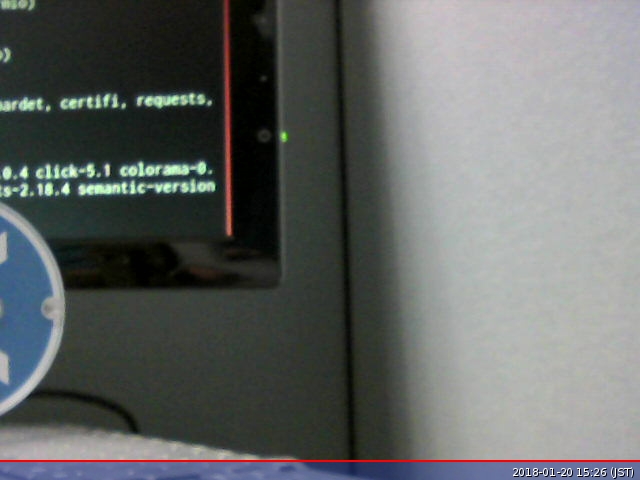 ardet, certifi, requests,
0.4 click-5.1 colorama-0.
ts-2.18.4 semantic-version
2018-01-20 15:26 (JST)